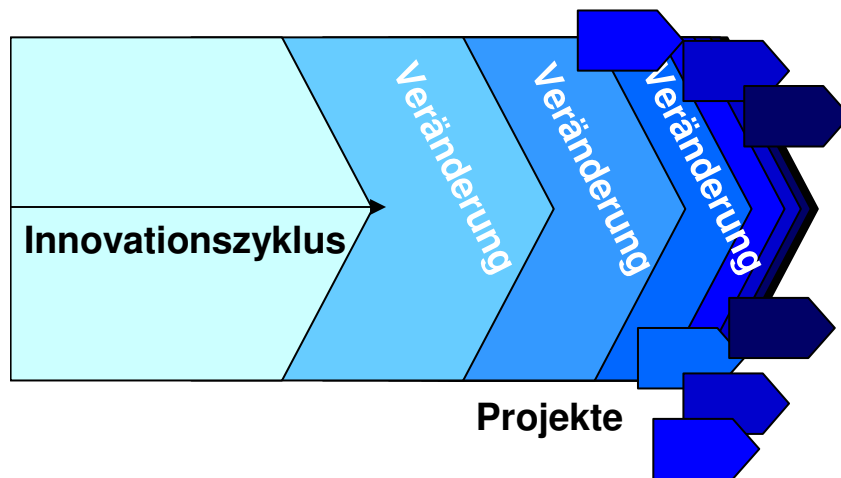 Veränderung
Veränderung
Veränderung
Innovationszyklus
Projekte